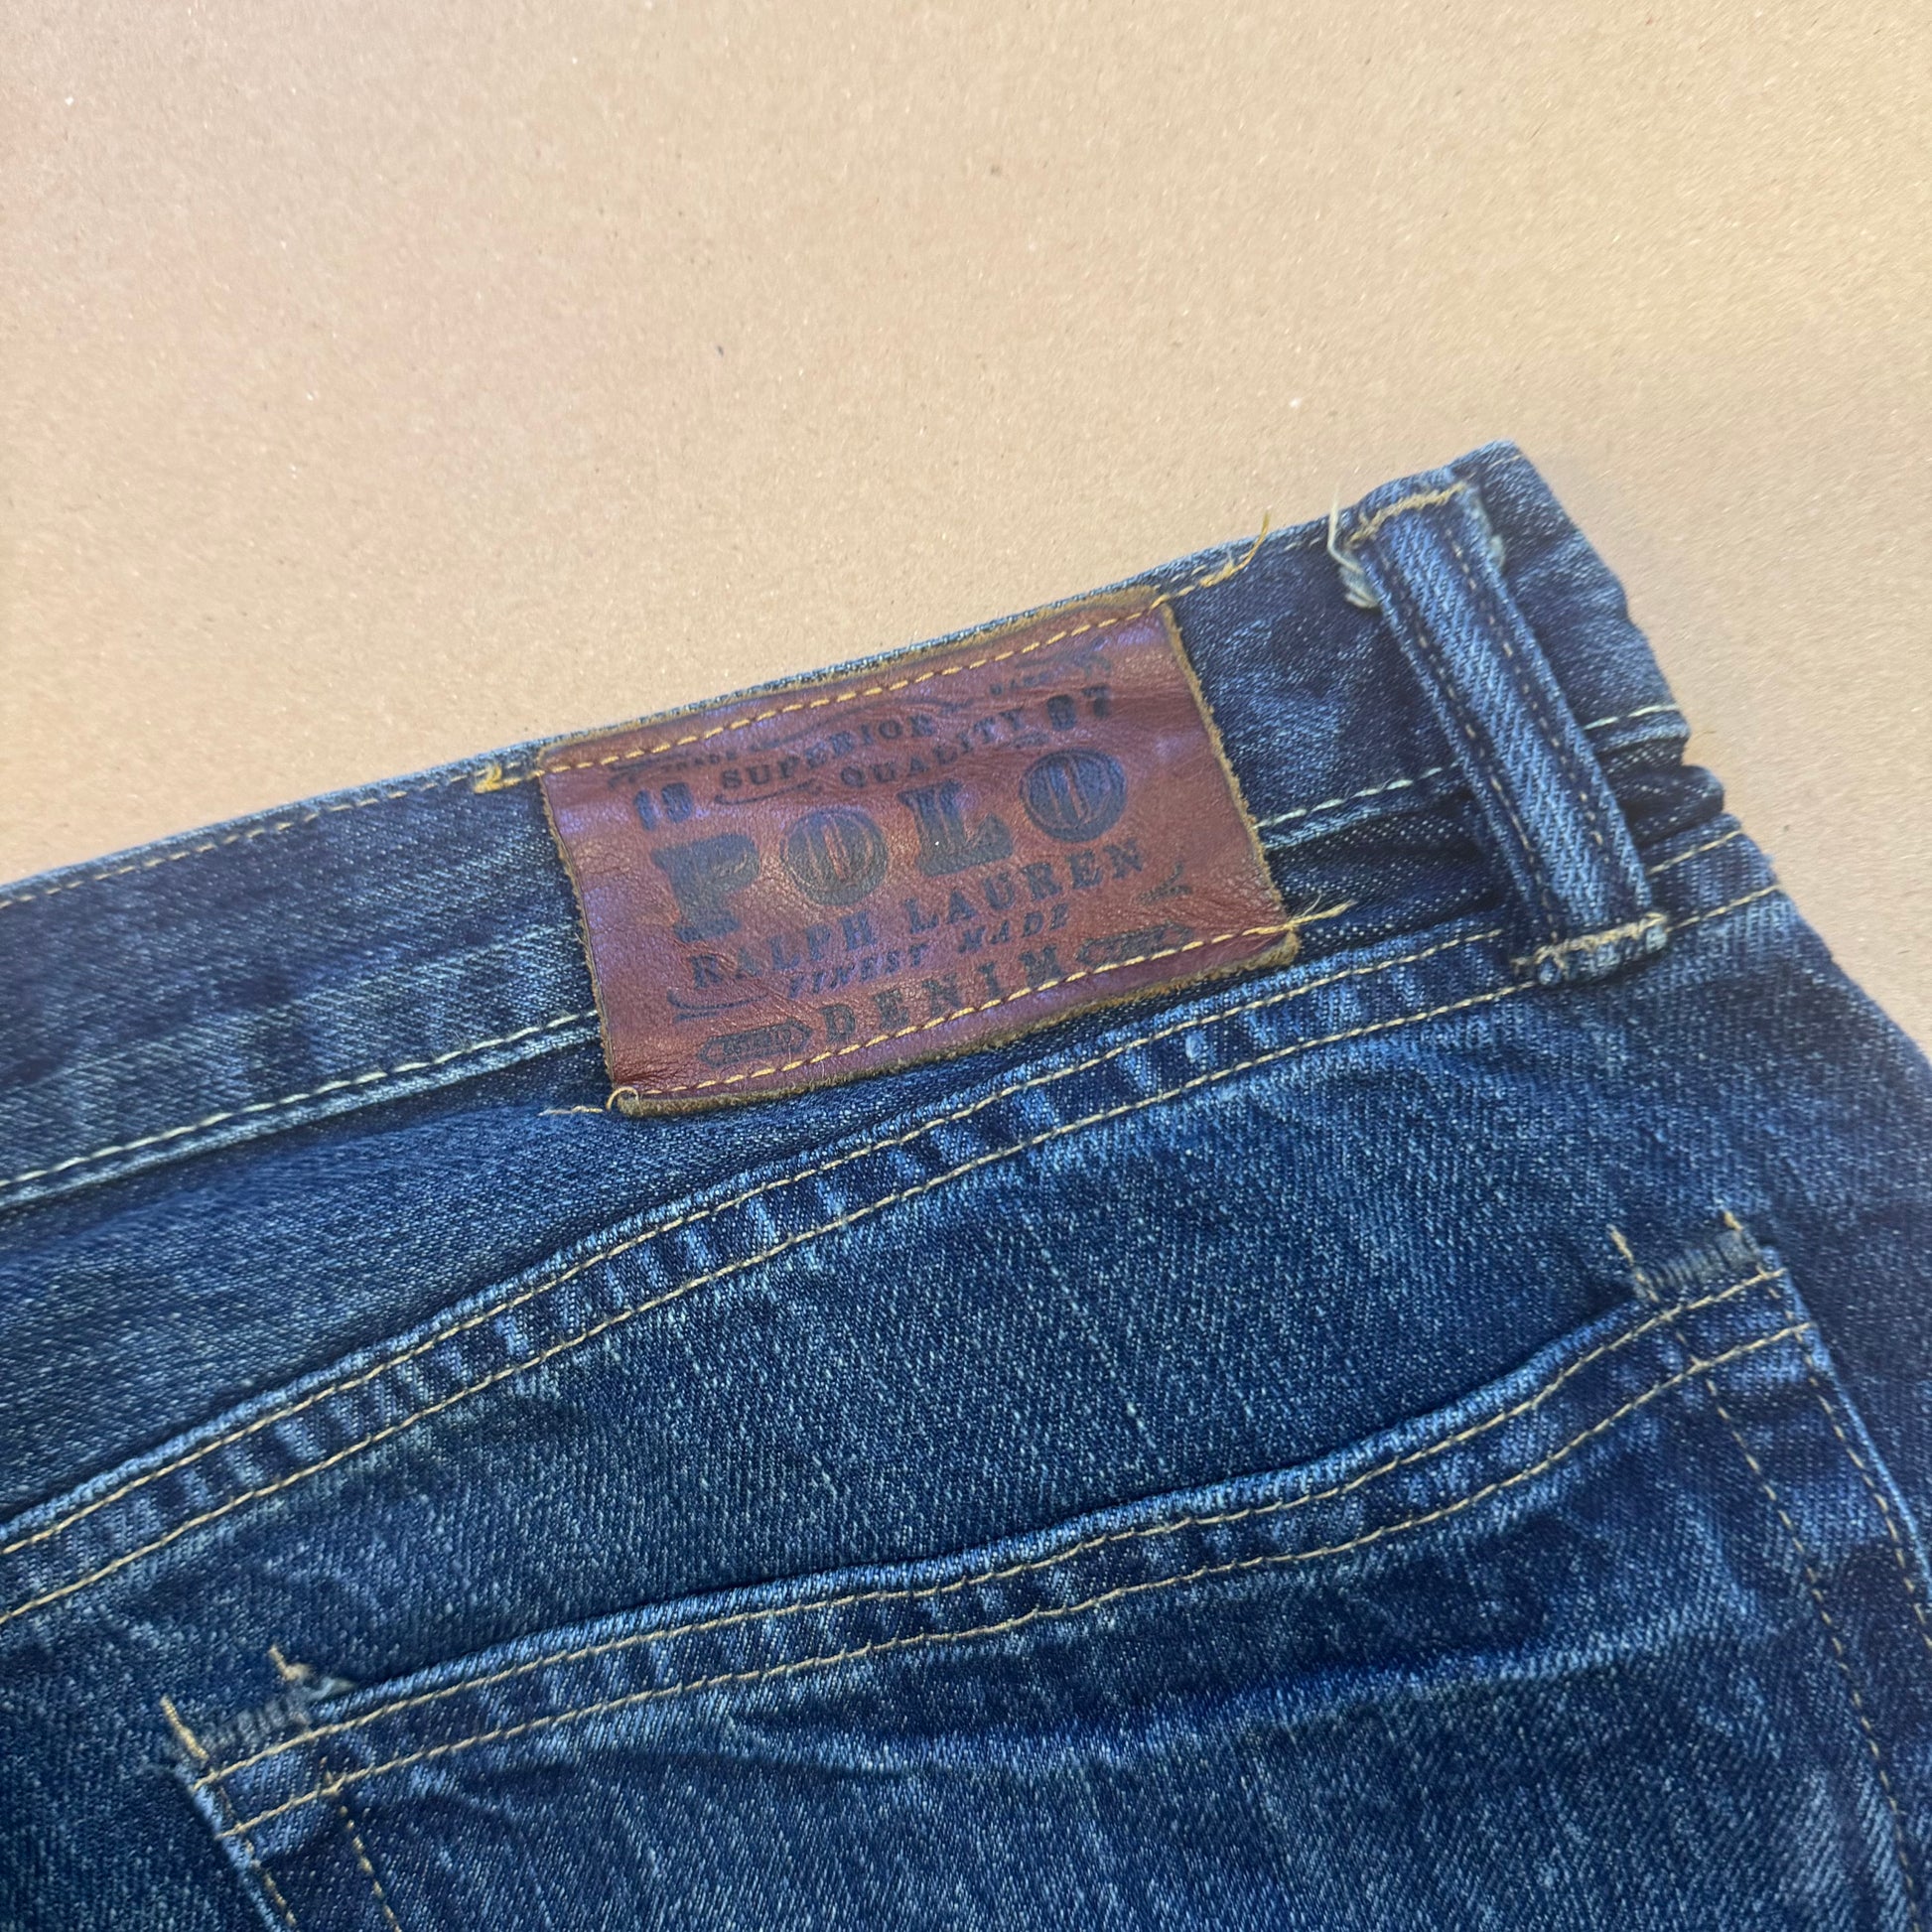 SUPERIOR
19 QUALITY 67
POLO
RALPH LAUREN
FINEST MADE
DENIM